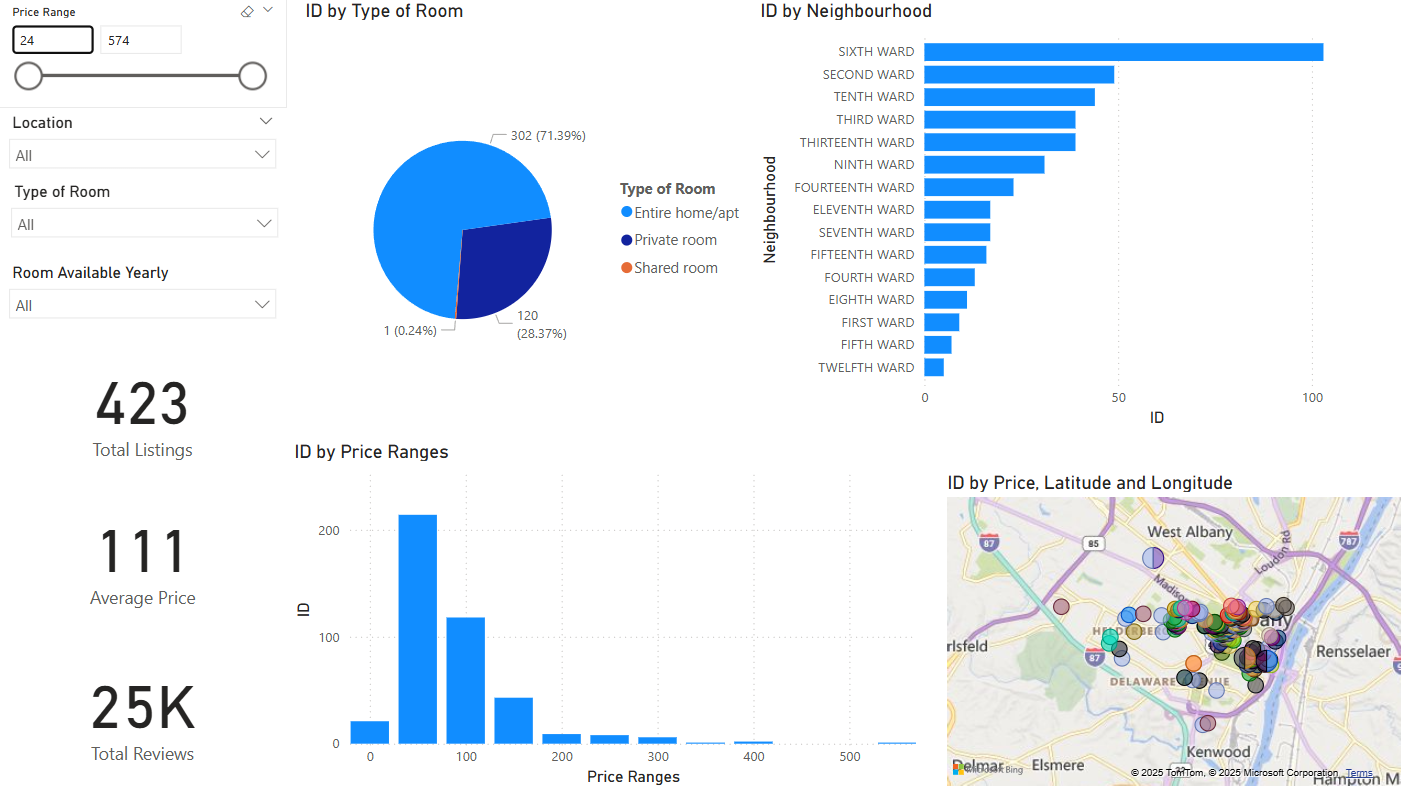 Price Range
24
574
Location
All
Type of Room
All
Room Available Yearly
All
423
Total Listings
111
Average Price
25K
Total Reviews
ID by Type of Room
302 (71.39%)
120
(28.37%)
1 (0.24%)
Type of Room
Entire home/apt
Private room
Shared room
ID by Neighbourhood
Neighbourhood
SIXTH WARD
SECOND WARD
TENTH WARD
THIRD WARD
THIRTEENTH WARD
NINTH WARD
FOURTEENTH WARD
ELEVENTH WARD
SEVENTH WARD
FIFTEENTH WARD
FOURTH WARD
EIGHTH WARD
FIRST WARD
FIFTH WARD
TWELFTH WARD
0 50 100
ID
ID by Price Ranges
ID
200
100
0
0 100 200 300 400 500
Price Ranges
ID by Price, Latitude and Longitude
West Albany
87
85
787
Loudon Rd
Madiso
HELDERBERG
any
rlsfeld
87
Rensselaer
DELAWARE AVENUE
Kenwood
Delmar
Elsmere
32
Hampton M
Microsoft Bing
© 2025 TomTom, © 2025 Microsoft Corporation Terms